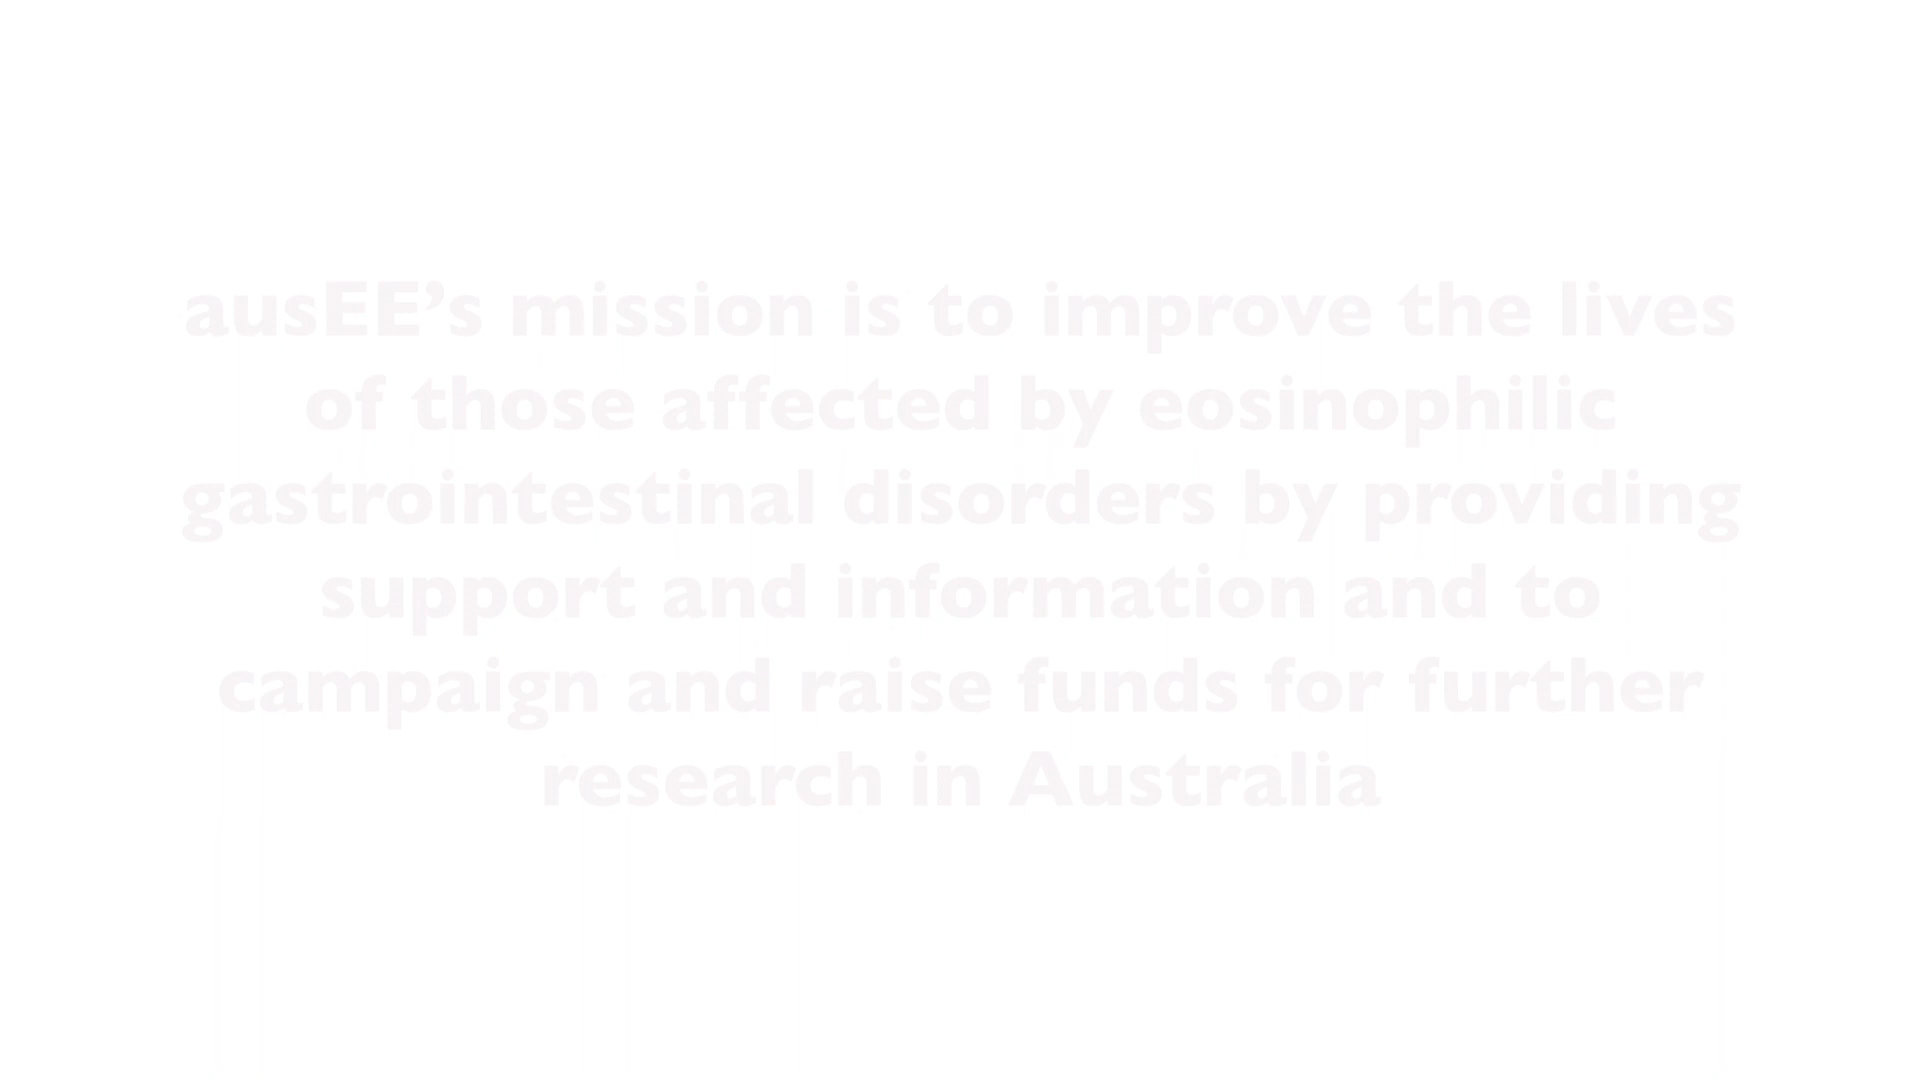 ausEE’s mission is to improve the lives
of those affected by eosinophilic
gastrointestinal disorders by providing
support and information and to
campaign and raise funds for further
research in Australia